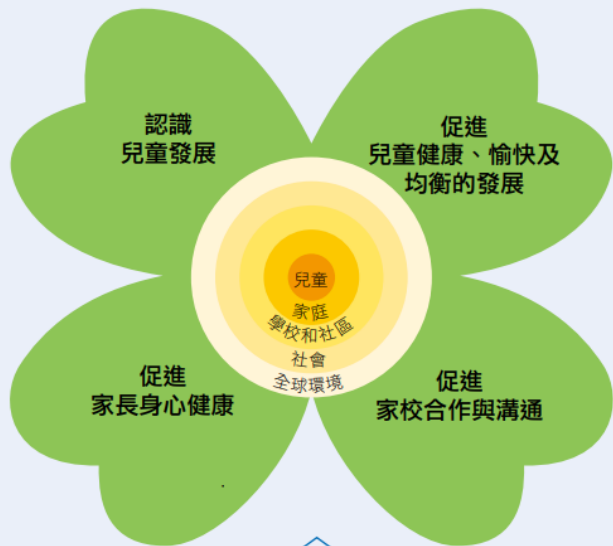 認識
兒童發展
促進
兒童健康、愉快及
均衡的發展
兒童
家庭
學校和社區
社會
全球環境
促進
家長身心健康
促進
家校合作與溝通